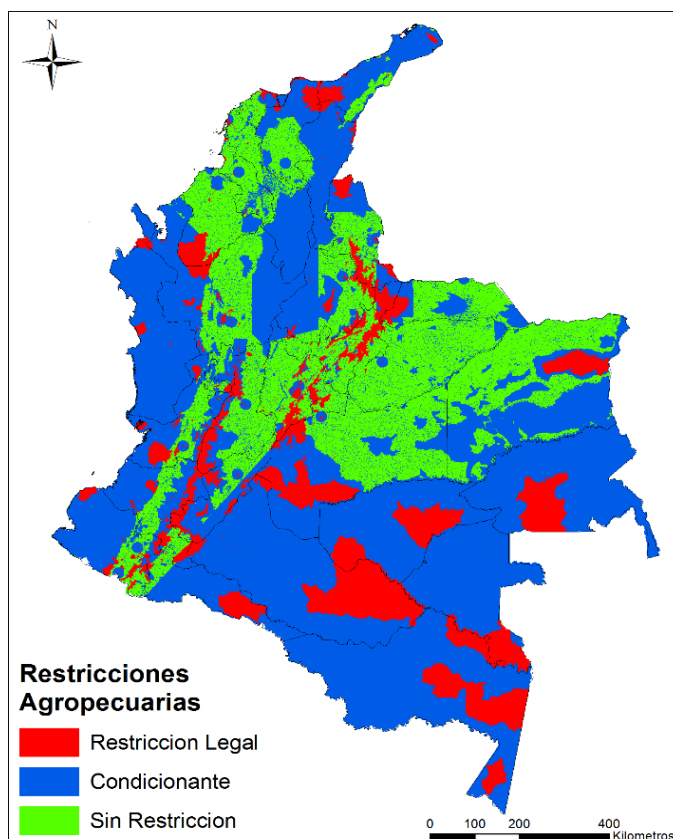 N
Restricciones
Agropecuarias
Restriccion Legal
Condicionante
Sin Restriccion
0 100 200 400
Kilometros